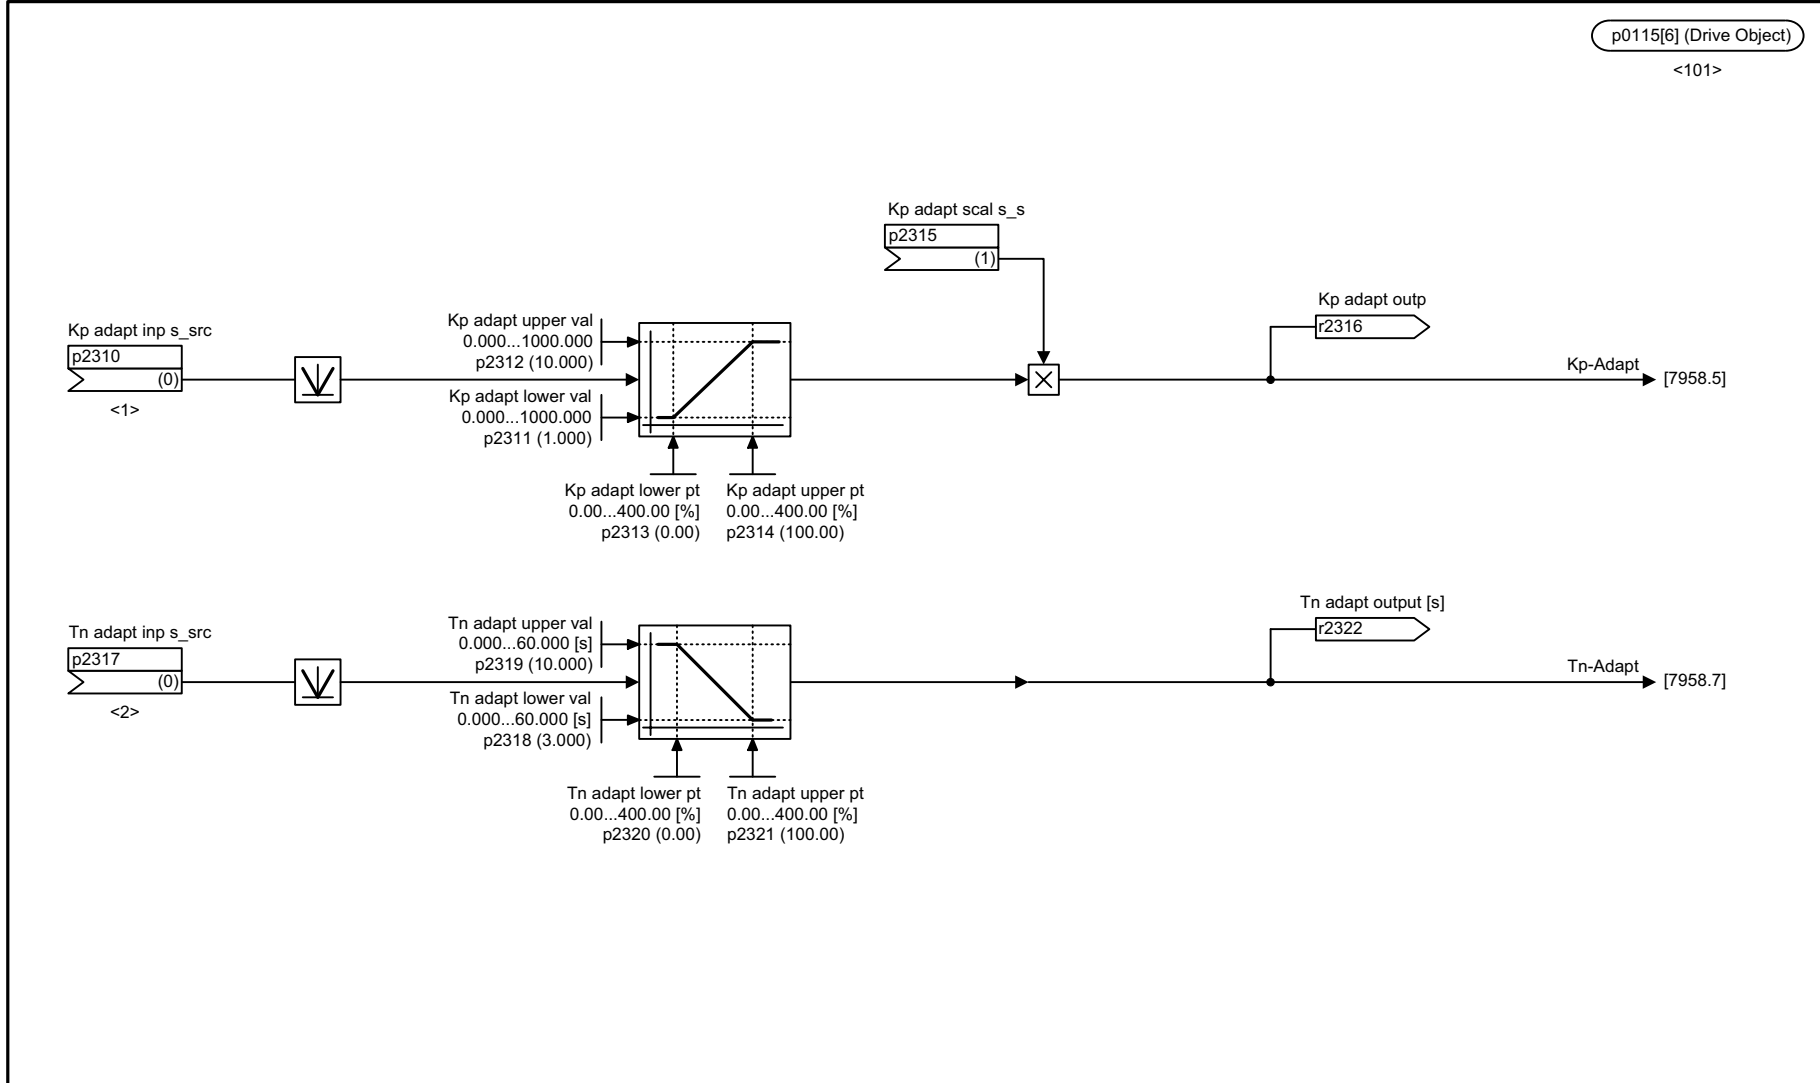 p0115[6] (Drive Object)
<101>
Kp adapt scal s_s
p2315
(1)
Kp adapt outp
r2316
Kp adapt inp s_src
p2310
(0)
<1>
Kp adapt upper val
0.000...1000.000
p2312 (10.000)
Kp adapt lower val
0.000...1000.000
p2311 (1.000)
Kp-Adapt
[7958.5]
Kp adapt lower pt
0.00...400.00 [%]
p2313 (0.00)
Kp adapt upper pt
0.00...400.00 [%]
p2314 (100.00)
Tn adapt output [s]
r2322
Tn adapt inp s_src
p2317
(0)
<2>
Tn adapt upper val
0.000...60.000 [s]
p2319 (10.000)
Tn adapt lower val
0.000...60.000 [s]
p2318 (3.000)
Tn-Adapt
[7958.7]
Tn adapt lower pt
0.00...400.00 [%]
p2320 (0.00)
Tn adapt upper pt
0.00...400.00 [%]
p2321 (100.00)